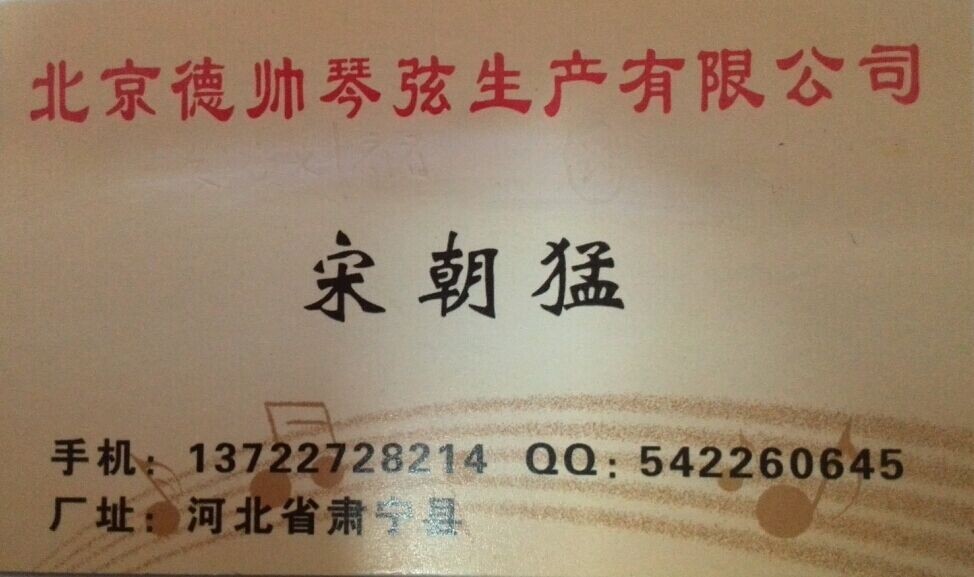 北京德帅琴弦生产有限公司
宋朝猛
手机：13722728214 QQ：542260645
厂址：河北省肃宁县